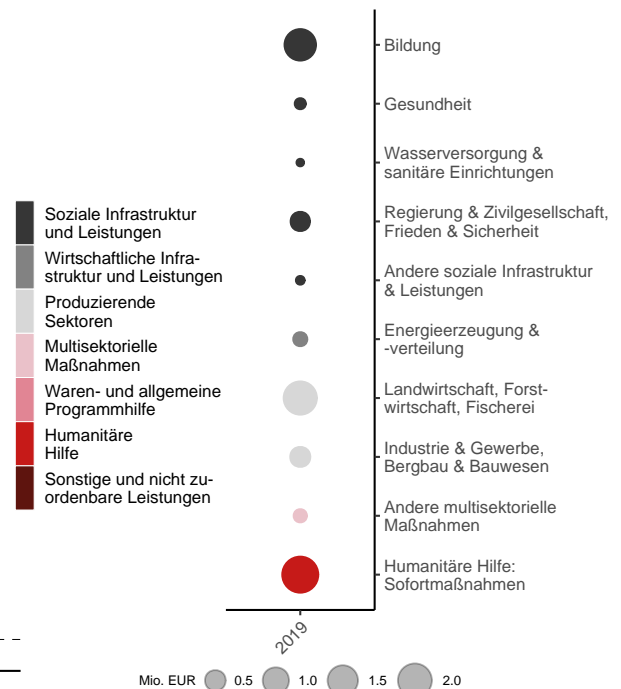 Soziale Infrastruktur
und Leistungen
Wirtschaftliche Infra-
struktur und Leistungen
Produzierende
Sektoren
Multisektorielle
Maßnahmen
Waren- und allgemeine
Programmhilfe
Humanitäre
Hilfe
Sonstige und nicht zu-
ordenbare Leistungen
Bildung
Gesundheit
Wasserversorgung &
sanitäre Einrichtungen
Regierung & Zivilgesellschaft,
Frieden & Sicherheit
Andere soziale Infrastruktur
& Leistungen
Energieerzeugung &
-verteilung
Landwirtschaft, Forst-
wirtschaft, Fischerei
Industrie & Gewerbe,
Bergbau & Bauwesen
Andere multisektorielle
Maßnahmen
Humanitäre Hilfe:
Sofortmaßnahmen
2019
Mio. EUR 0.5 1.0 1.5 2.0